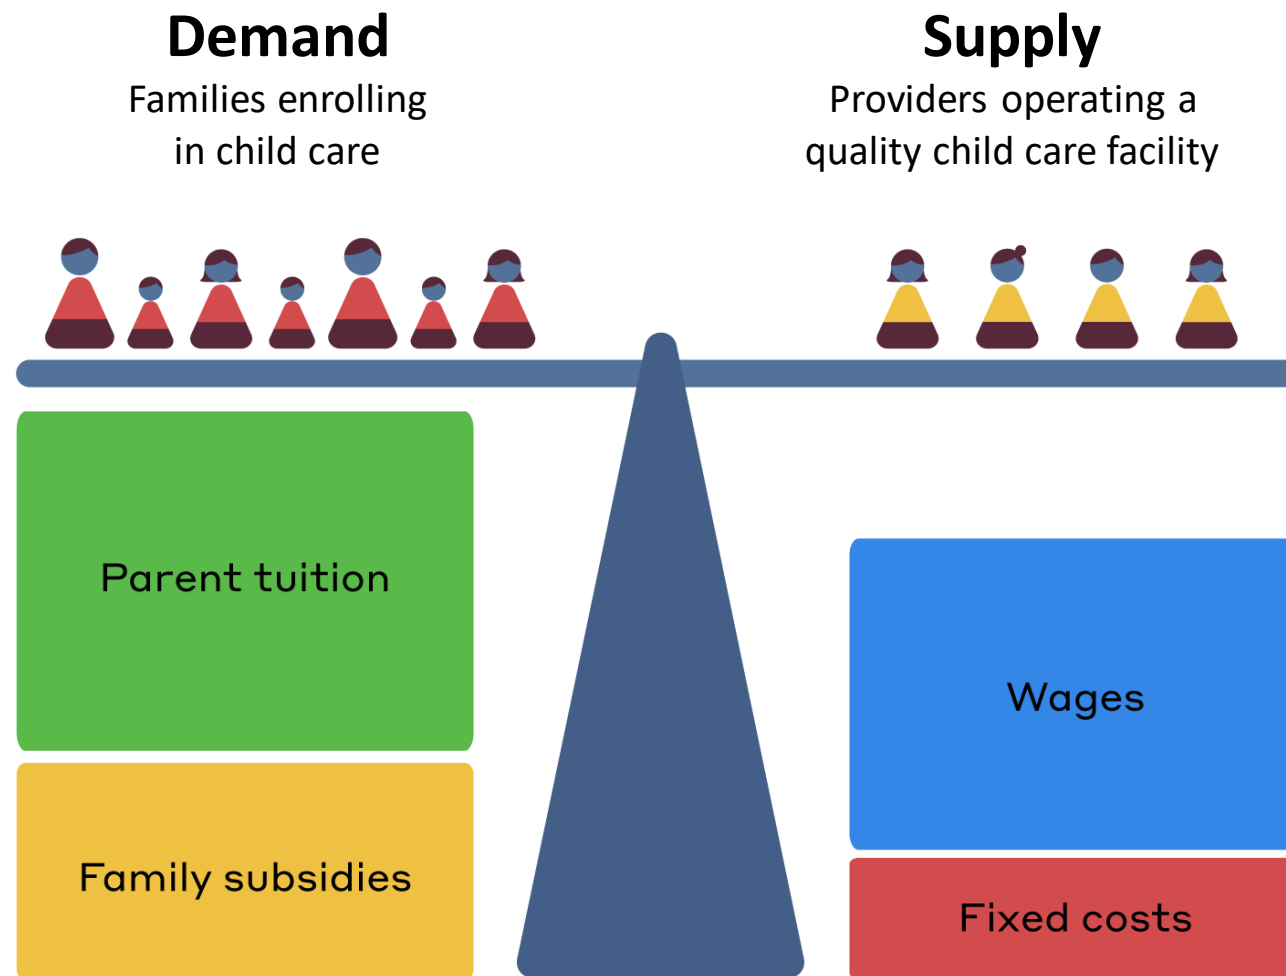 Demand
Families enrolling
in child care
Supply
Providers operating a
quality child care facility
Parent tuition
Family subsidies
Wages
Fixed costs